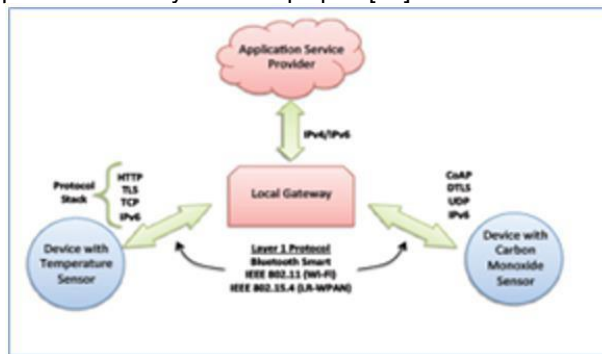 Application Service
Provider
IPv4/IPv6
Local Gateway
Protocol
Stack
HTTP
TLS
TCP
IPv6
CoAP
DTLS
UDP
IPv6
Device with
Temperature
Sensor
Layer 1 Protocol
Bluetooth Smart
IEEE 802.11 (Wi-Fi)
IEEE 802.15.4 (LR-WPAN)
Device with
Carbon
Monoxide
Sensor